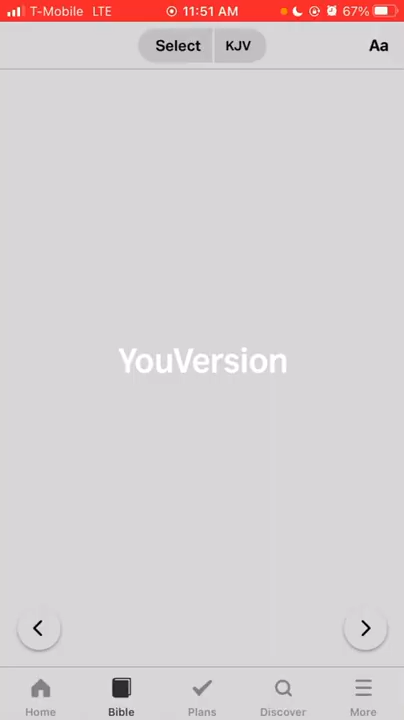 T-Mobile LTE 11:51 AM 67%
Select KJV Aa
YouVersion
Home Bible Plans Discover More